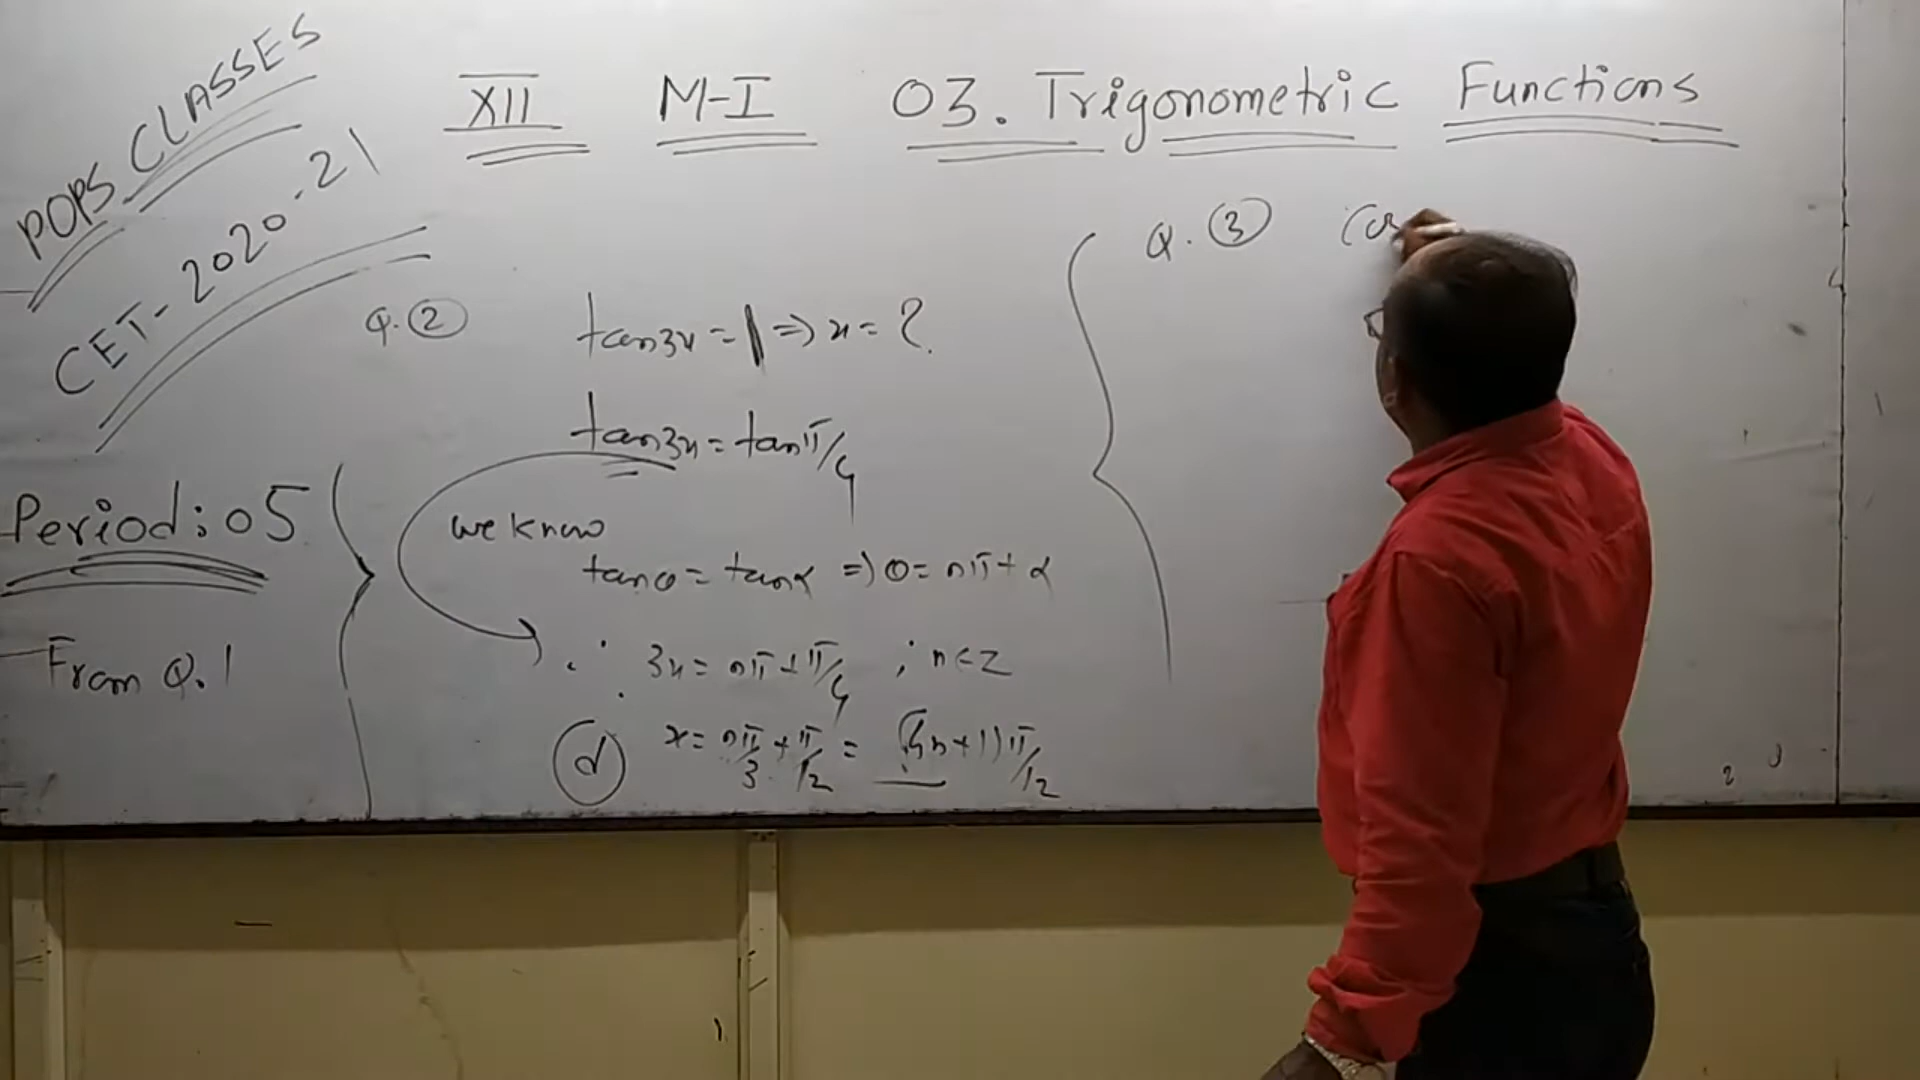 POPS CLASSES
CET-2020-21
XII M-I 03. Trigonometric Functions
Period: 05
From Q.1
Q. ② tan3x = 1 ⇒ x = ?
tan3x = tan π/4
we know
tanθ = tanα ⇒ θ = nπ + α
∴ 3x = nπ + π/4 ; n ∈ Z
ⓓ x = nπ/3 + π/12 = (4n+1)π/12
Q. ③ cos